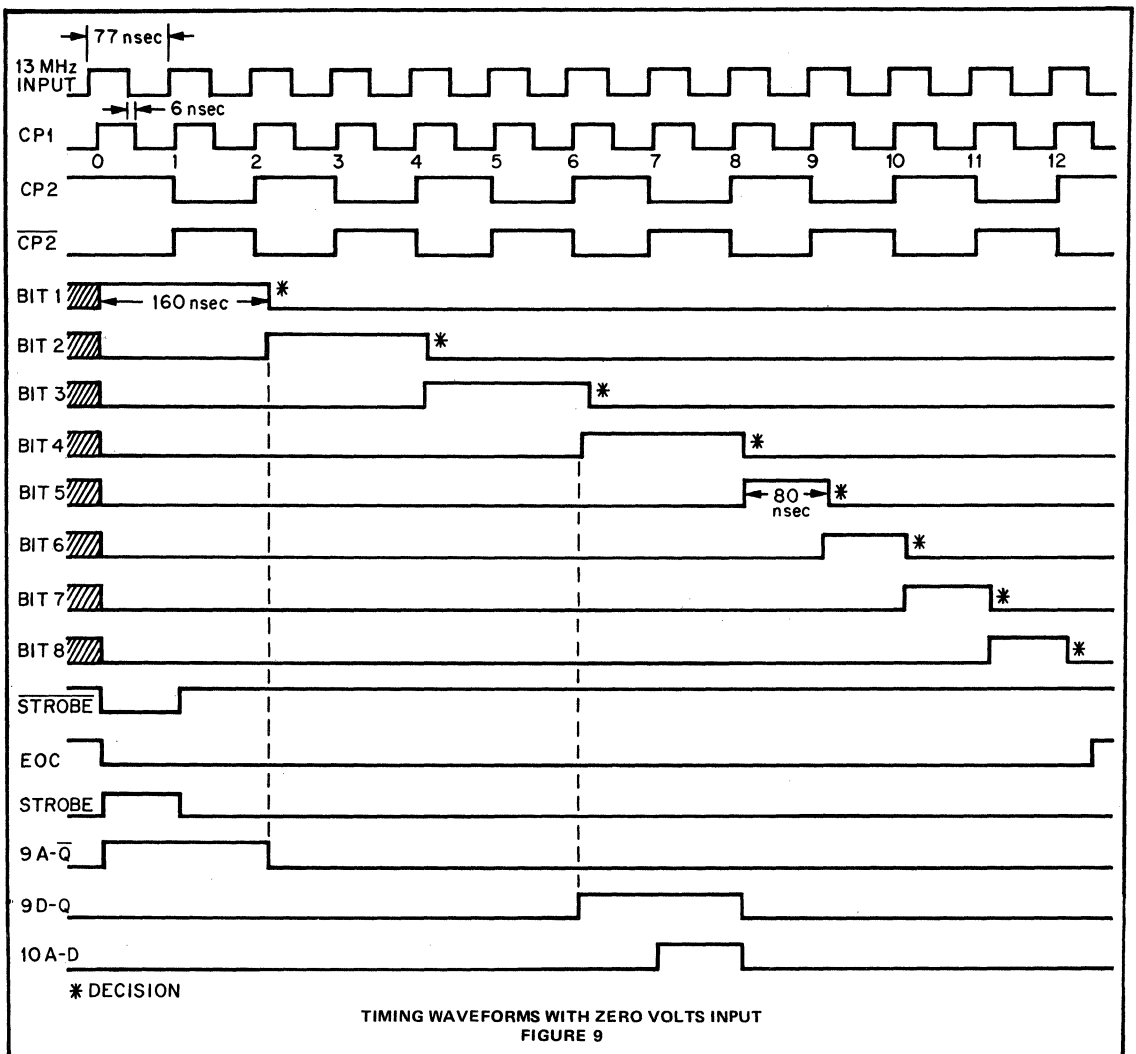 77 nsec
13 MHz
INPUT
6 nsec
CP1
0 1 2 3 4 5 6 7 8 9 10 11 12
CP2
CP2
BIT 1
160 nsec
*
BIT 2
*
BIT 3
*
BIT 4
*
BIT 5
80
nsec
*
BIT 6
*
BIT 7
*
BIT 8
*
STROBE
EOC
STROBE
9A-Q
9D-Q
10A-D
* DECISION
TIMING WAVEFORMS WITH ZERO VOLTS INPUT
FIGURE 9